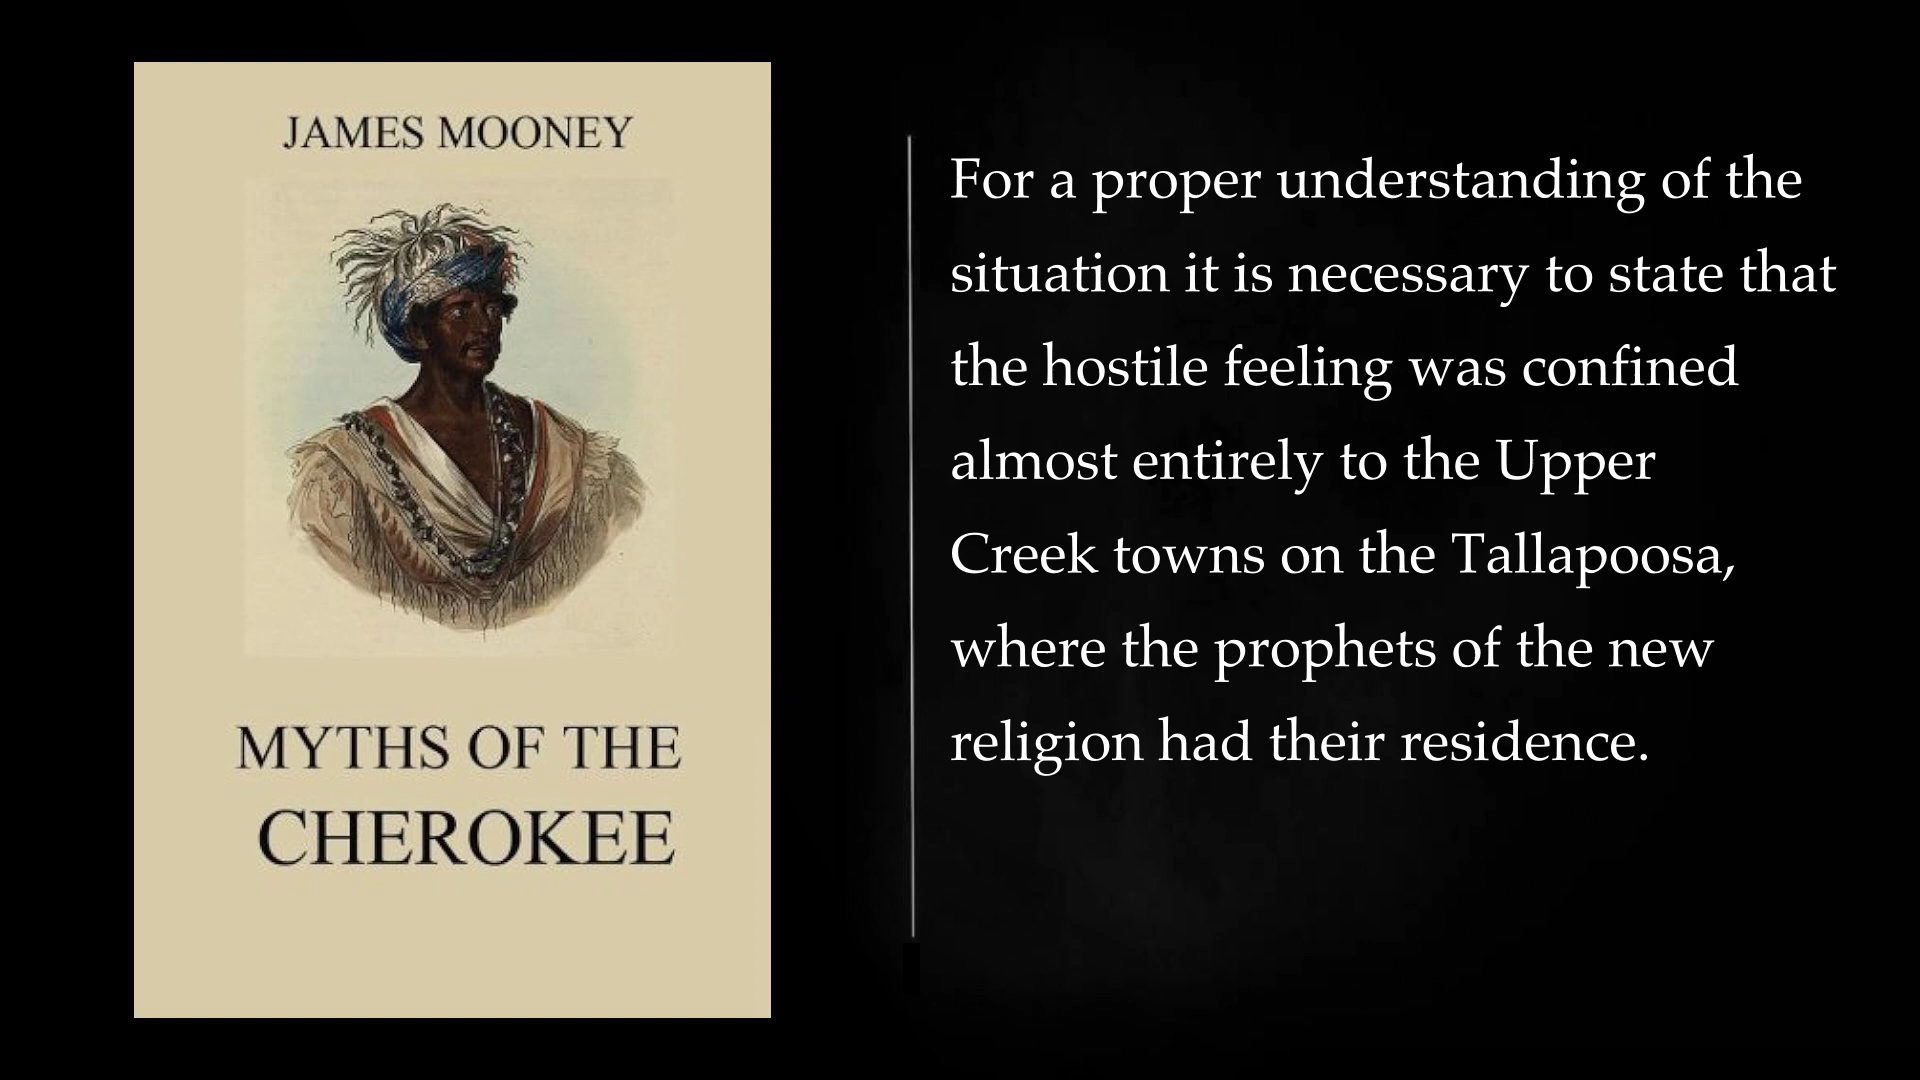 JAMES MOONEY
MYTHS OF THE
CHEROKEE
For a proper understanding of the
situation it is necessary to state that
the hostile feeling was confined
almost entirely to the Upper
Creek towns on the Tallapoosa,
where the prophets of the new
religion had their residence.